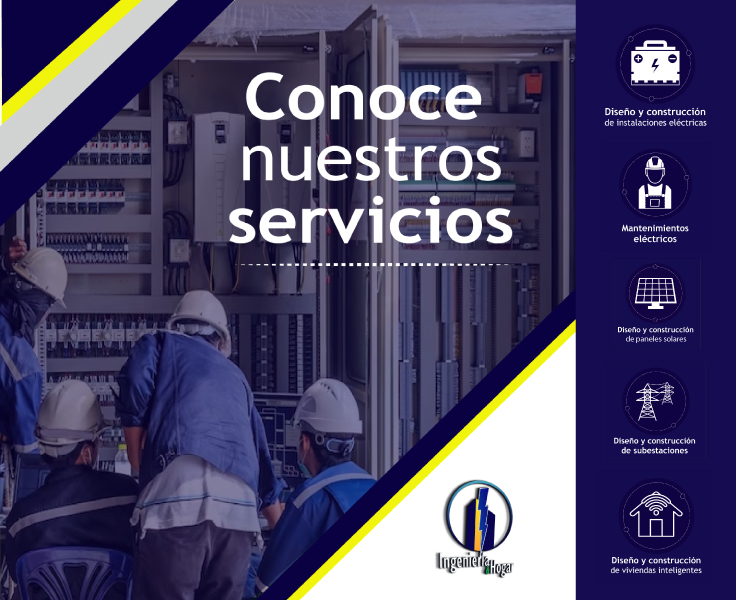 Conoce
nuestros
servicios
Diseño y construcción
de instalaciones eléctricas
Mantenimientos
eléctricos
Diseño y construcción
de paneles solares
Diseño y construcción
de subestaciones
Diseño y construcción
de viviendas inteligentes
Ingeniería
Hogar